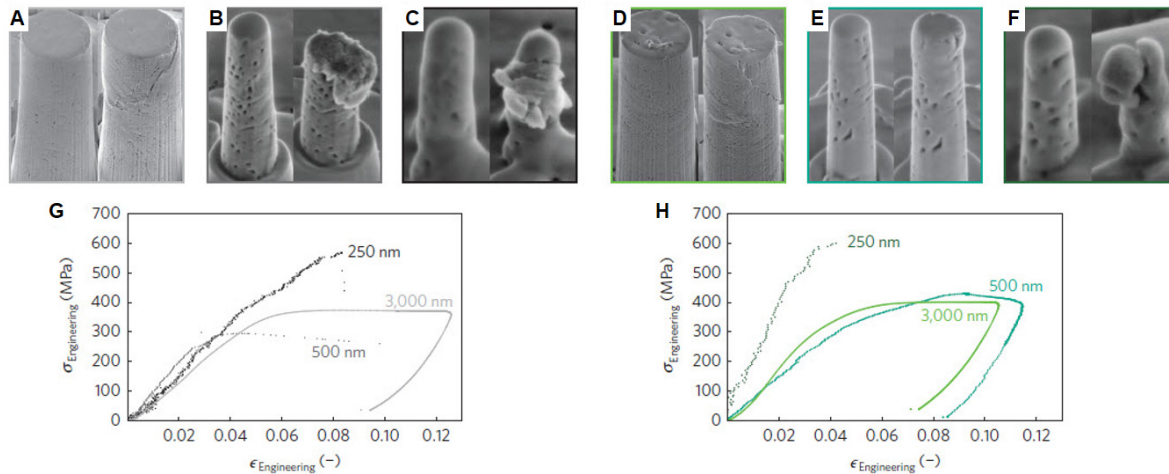 A B C D E F
G H
700 700
600 600
500 500
400 400
300 300
200 200
100 100
0 0
σEngineering (MPa) σEngineering (MPa)
250 nm 250 nm
3,000 nm 500 nm
500 nm 3,000 nm
0.02 0.04 0.06 0.08 0.10 0.12 0.02 0.04 0.06 0.08 0.10 0.12
ϵEngineering (–) ϵEngineering (–)